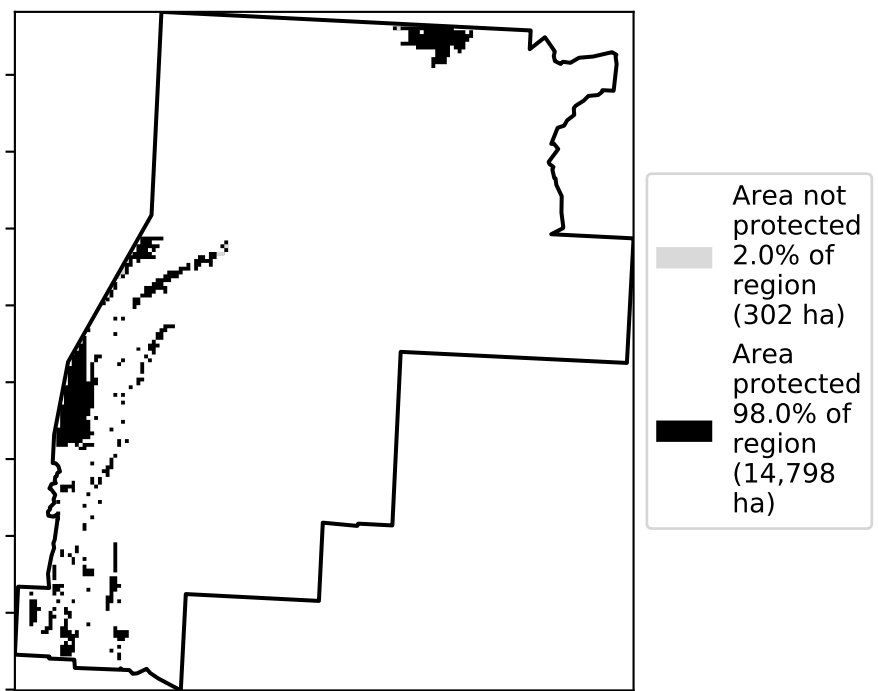 Area not
protected
2.0% of
region
(302 ha)
Area
protected
98.0% of
region
(14,798
ha)